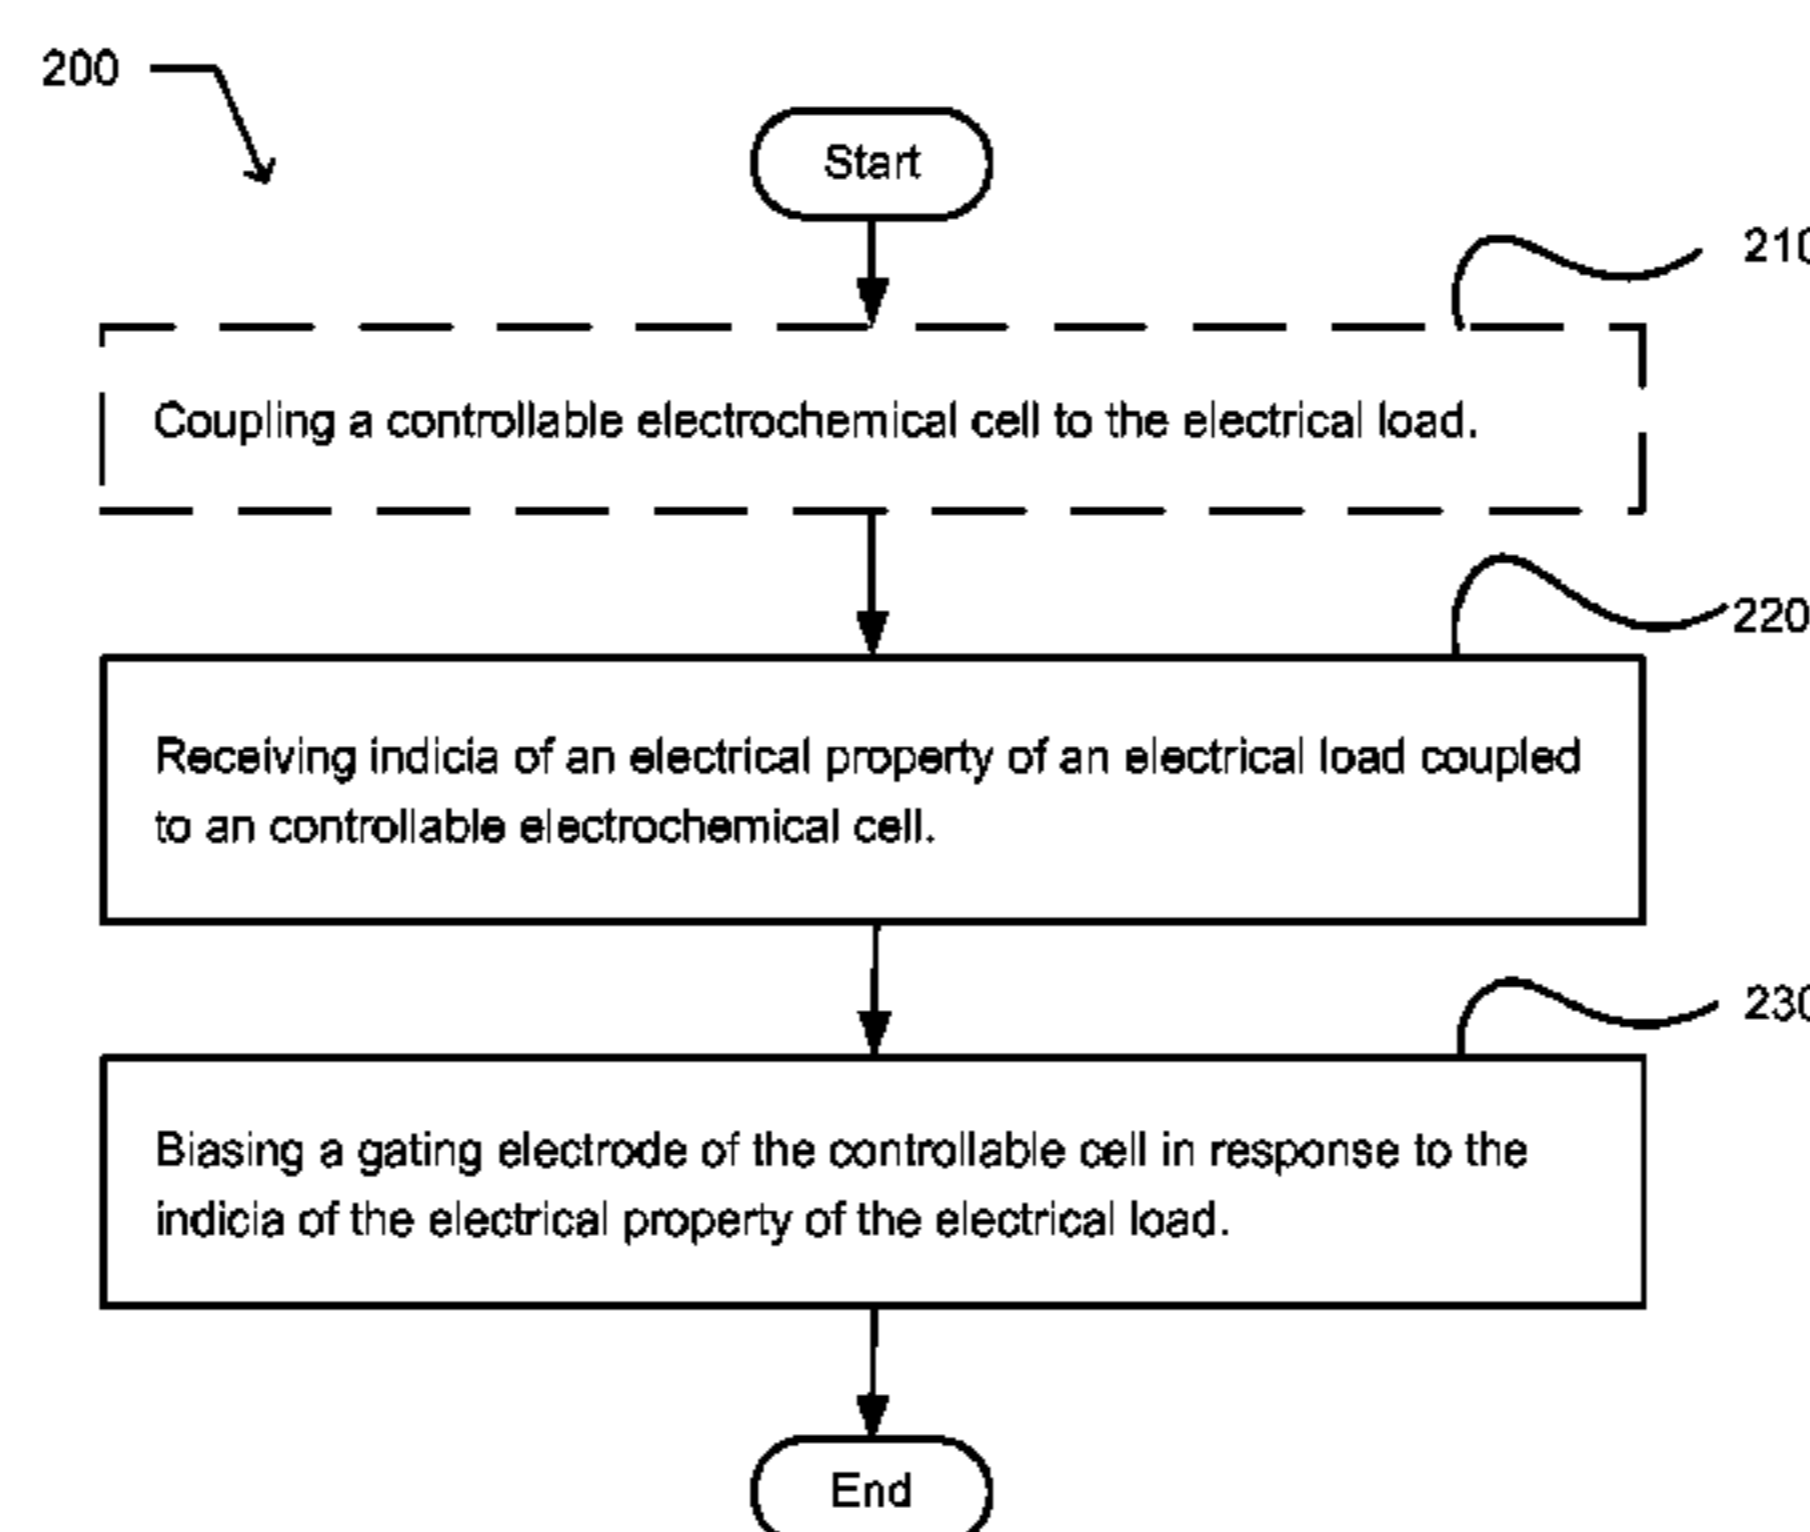 200
Start
210
Coupling a controllable electrochemical cell to the electrical load.
220
Receiving indicia of an electrical property of an electrical load coupled
to an controllable electrochemical cell.
230
Biasing a gating electrode of the controllable cell in response to the
indicia of the electrical property of the electrical load.
End